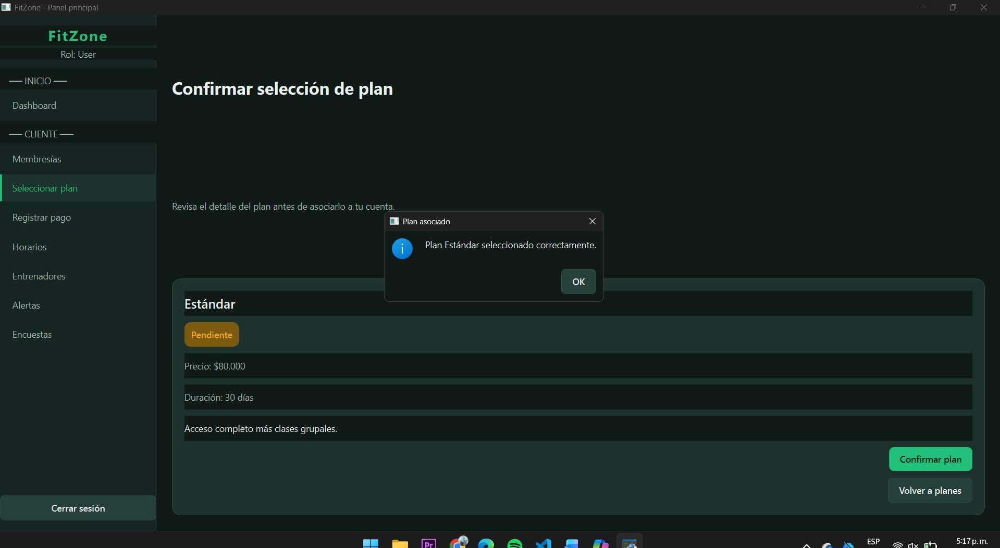 FitZone - Panel principal
FitZone
Rol: User
── INICIO ──
Dashboard
── CLIENTE ──
Membresías
Seleccionar plan
Registrar pago
Horarios
Entrenadores
Alertas
Encuestas
Cerrar sesión
Confirmar selección de plan
Revisa el detalle del plan antes de asociarlo a tu cuenta.
Plan asociado
Plan Estándar seleccionado correctamente.
OK
Estándar
Pendiente
Precio: $80,000
Duración: 30 días
Acceso completo más clases grupales.
Confirmar plan
Volver a planes
Pr
ESP
5:17 p. m.